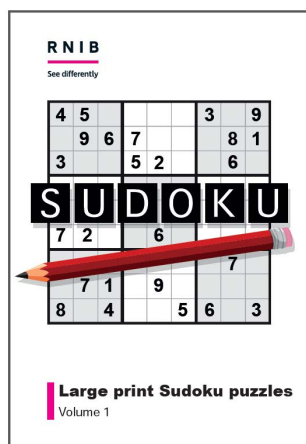 RNIB
See differently
4 5 3 9
9 6 7 8 1
3 5 2 6
SUDOKU
7 2 6
7
7 1 9
8 4 5 6 3
Large print Sudoku puzzles
Volume 1